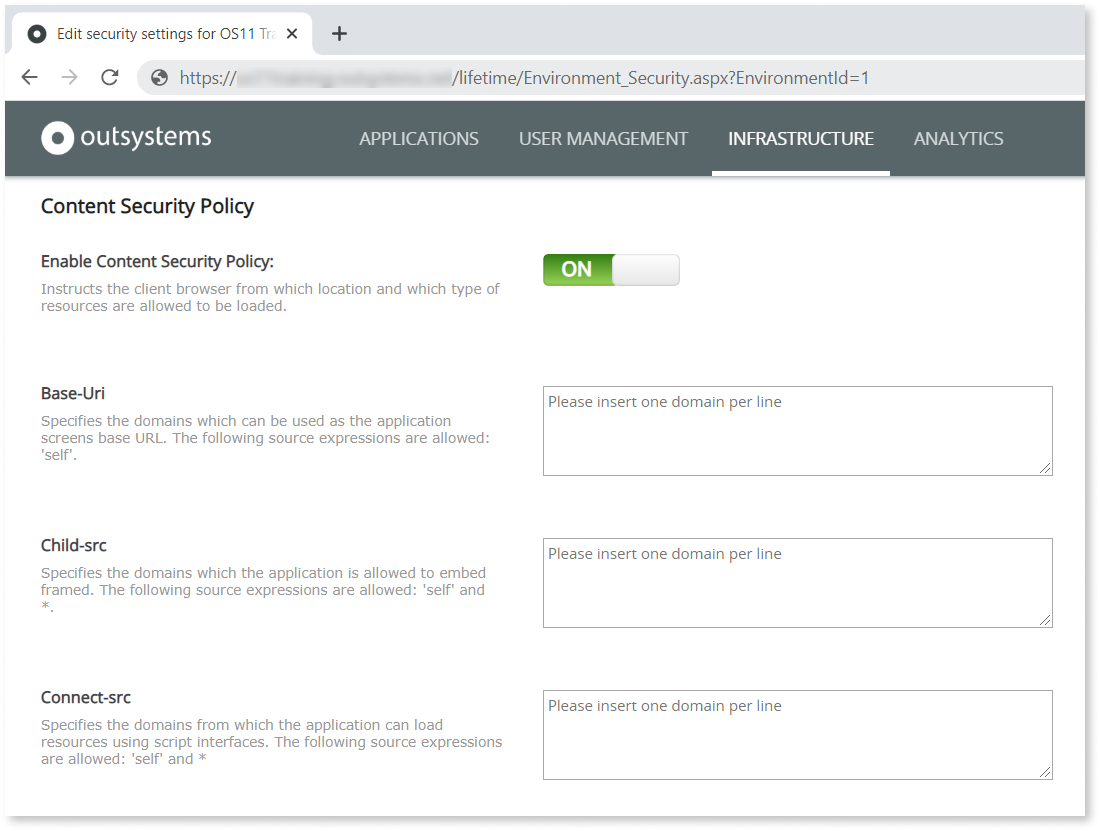 Edit security settings for OS11 Tra
https:// /lifetime/Environment_Security.aspx?EnvironmentId=1
outsystems APPLICATIONS USER MANAGEMENT INFRASTRUCTURE ANALYTICS
Content Security Policy
Enable Content Security Policy:
ON
Instructs the client browser from which location and which type of
resources are allowed to be loaded.
Base-Uri
Please insert one domain per line
Specifies the domains which can be used as the application
screens base URL. The following source expressions are allowed:
'self'.
Child-src
Please insert one domain per line
Specifies the domains which the application is allowed to embed
framed. The following source expressions are allowed: 'self' and
*.
Connect-src
Please insert one domain per line
Specifies the domains from which the application can load
resources using script interfaces. The following source expressions
are allowed: 'self' and *